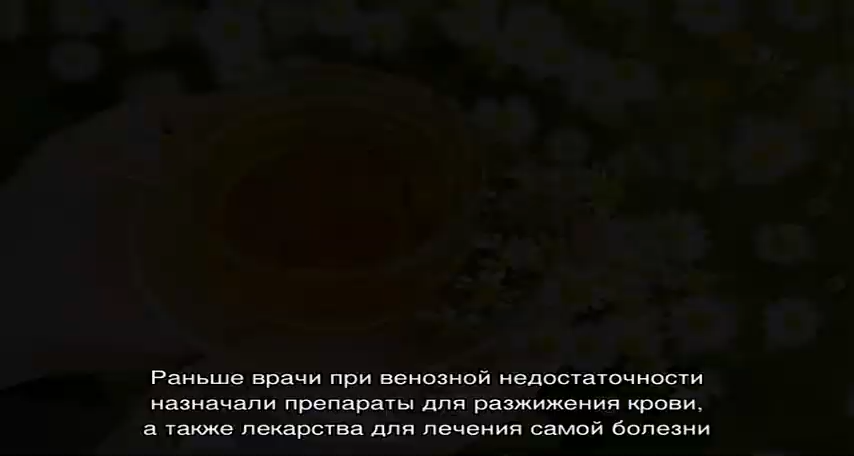 Раньше врачи при венозной недостаточности
назначали препараты для разжижения крови,
а также лекарства для лечения самой болезни